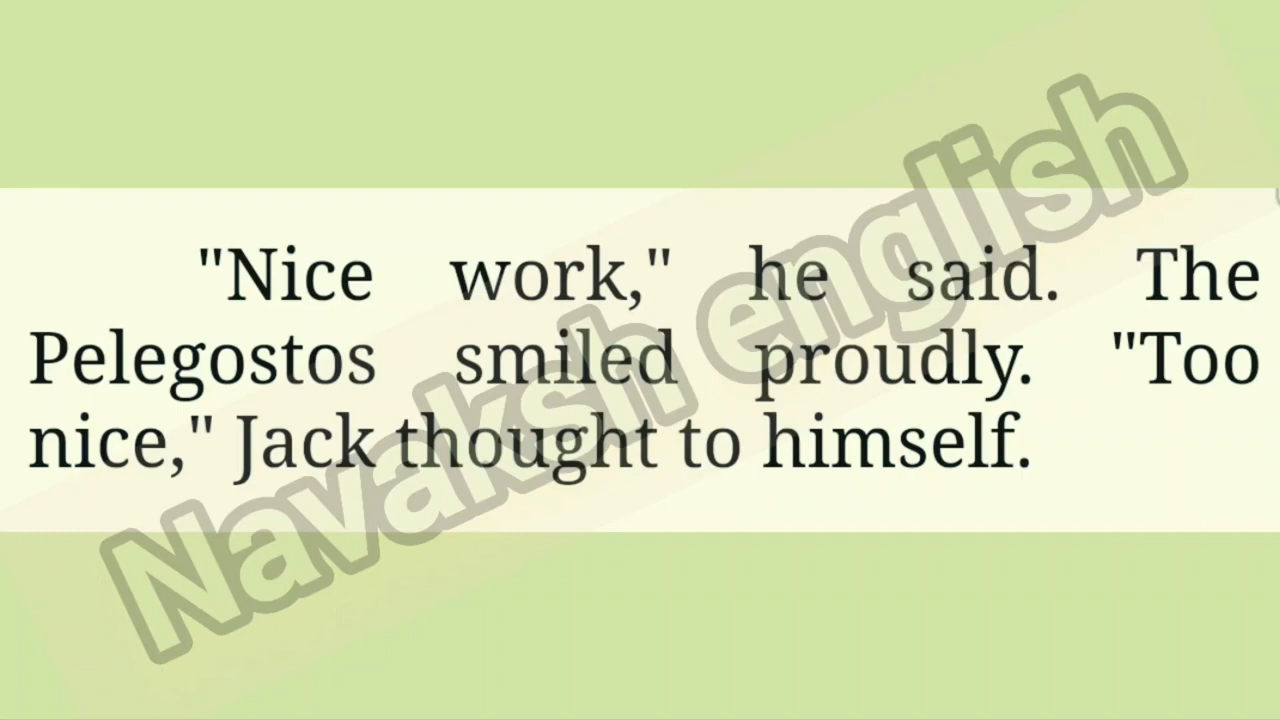 "Nice work," he said. The
Pelegostos smiled proudly. "Too
nice," Jack thought to himself.
Navaksh english